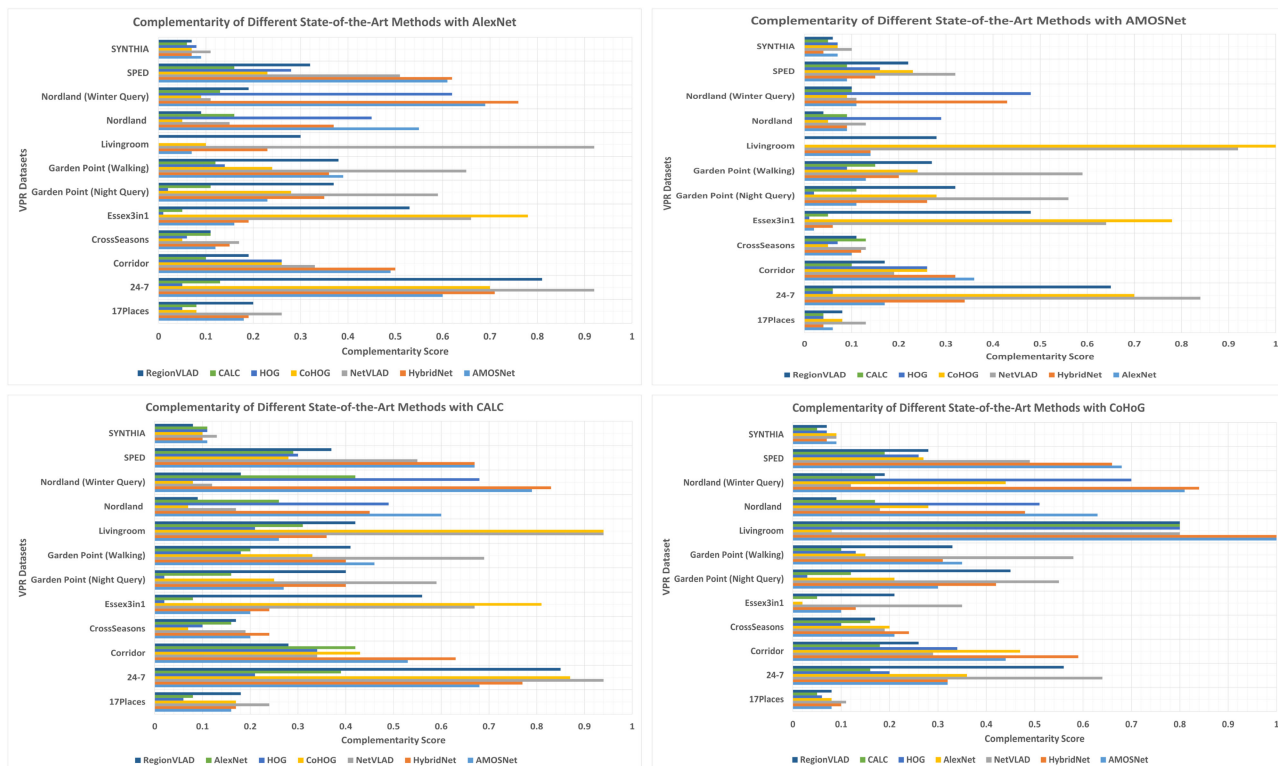 Complementarity of Different State-of-the-Art Methods with AlexNet
VPR Datasets
SYNTHIA
SPED
Nordland (Winter Query)
Nordland
Livingroom
Garden Point (Walking)
Garden Point (Night Query)
Essex3in1
CrossSeasons
Corridor
24-7
17Places
0 0.1 0.2 0.3 0.4 0.5 0.6 0.7 0.8 0.9 1
Complementarity Score
RegionVLAD CALC HOG CoHOG NetVLAD HybridNet AMOSNet
Complementarity of Different State-of-the-Art Methods with AMOSNet
VPR Datasets
SYNTHIA
SPED
Nordland (Winter Query)
Nordland
Livingroom
Garden Point (Walking)
Garden Point (Night Query)
Essex3in1
CrossSeasons
Corridor
24-7
17Places
0 0.1 0.2 0.3 0.4 0.5 0.6 0.7 0.8 0.9 1
Complementarity Score
RegionVLAD CALC HOG CoHOG NetVLAD HybridNet AlexNet
Complementarity of Different State-of-the-Art Methods with CALC
VPR Datasets
SYNTHIA
SPED
Nordland (Winter Query)
Nordland
Livingroom
Garden Point (Walking)
Garden Point (Night Query)
Essex3in1
CrossSeasons
Corridor
24-7
17Places
0 0.1 0.2 0.3 0.4 0.5 0.6 0.7 0.8 0.9 1
Complementarity Score
RegionVLAD AlexNet HOG CoHOG NetVLAD HybridNet AMOSNet
Complementarity of Different State-of-the-Art Methods with CoHoG
VPR Dataset
SYNTHIA
SPED
Nordland (Winter Query)
Nordland
Livingroom
Garden Point (Walking)
Garden Point (Night Query)
Essex3in1
CrossSeasons
Corridor
24-7
17Places
0 0.1 0.2 0.3 0.4 0.5 0.6 0.7 0.8 0.9 1
Complementarity Score
RegionVLAD CALC HOG AlexNet NetVLAD HybridNet AMOSNet